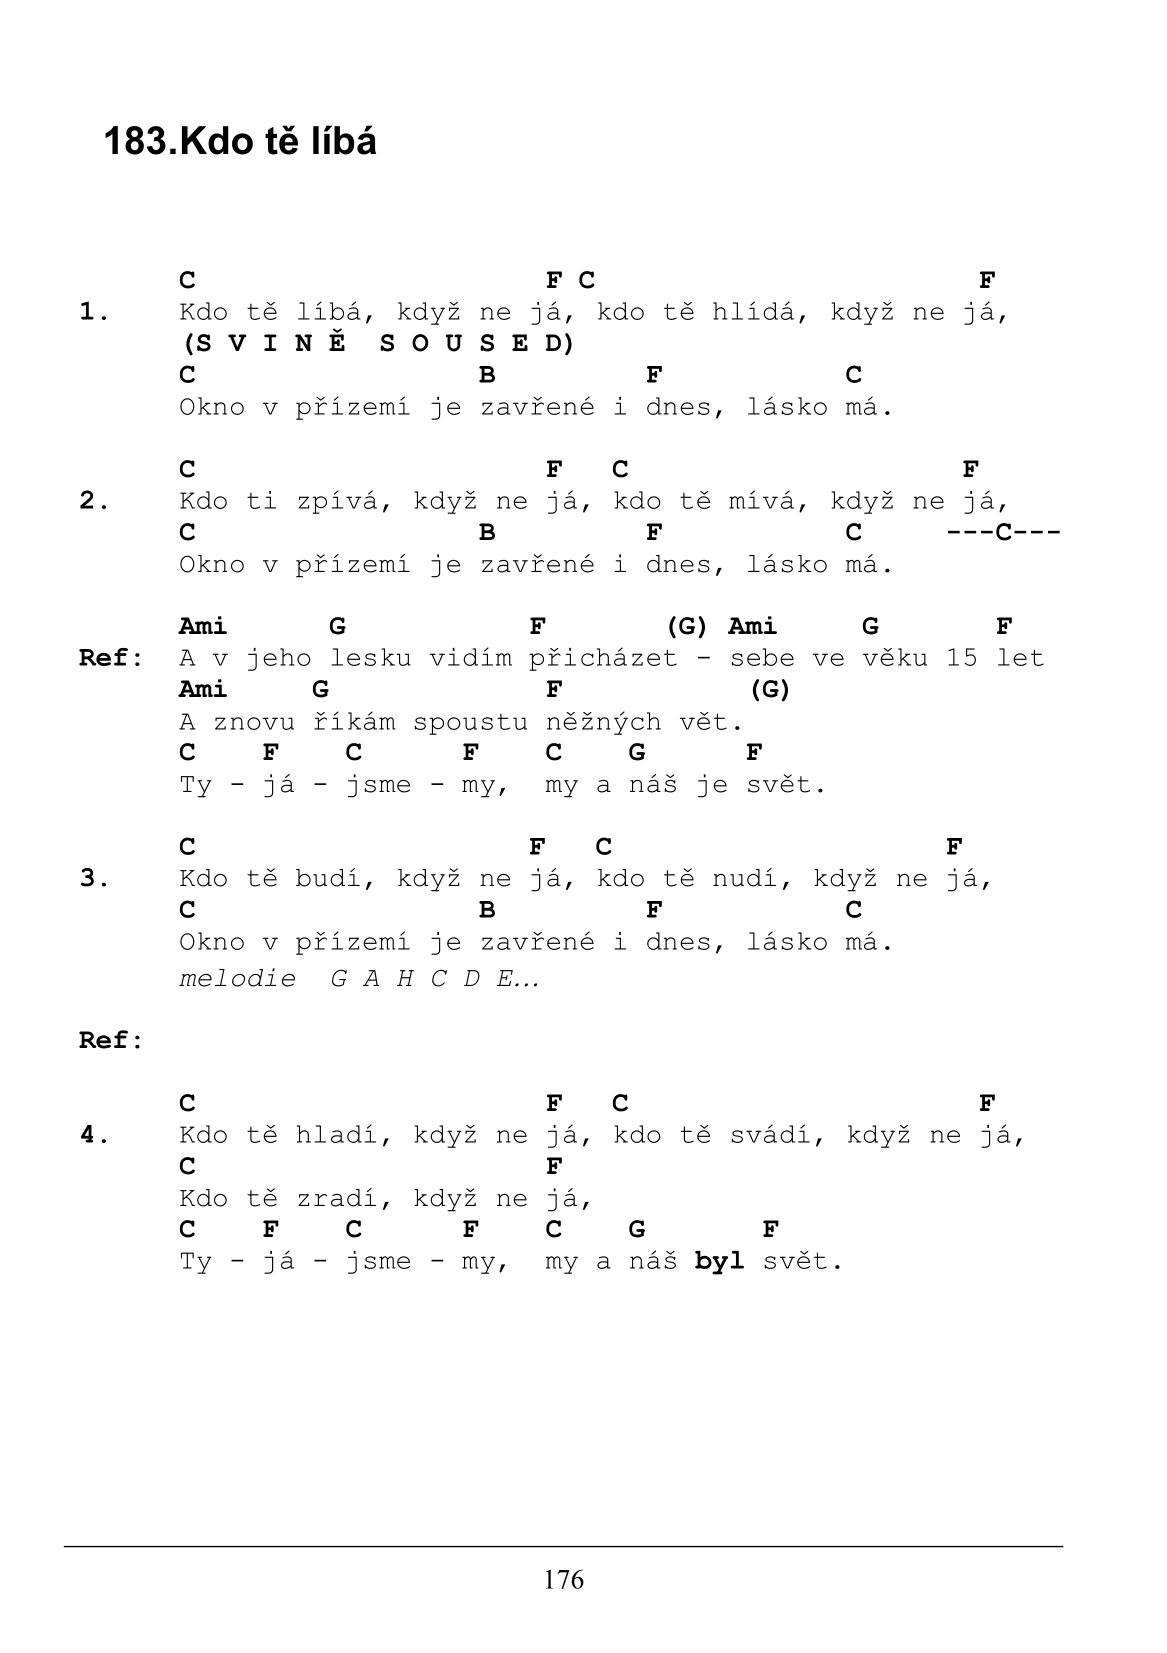 183.Kdo tě líbá
C F C F
1. Kdo tě líbá, když ne já, kdo tě hlídá, když ne já,
(S V I N Ě S O U S E D)
C B F C
Okno v přízemí je zavřené i dnes, lásko má.
C F C F
2. Kdo ti zpívá, když ne já, kdo tě mívá, když ne já,
C B F C ---C---
Okno v přízemí je zavřené i dnes, lásko má.
Ami G F (G) Ami G F
Ref: A v jeho lesku vidím přicházet - sebe ve věku 15 let
Ami G F (G)
A znovu říkám spoustu něžných vět.
C F C F C G F
Ty - já - jsme - my, my a náš je svět.
C F C F
3. Kdo tě budí, když ne já, kdo tě nudí, když ne já,
C B F C
Okno v přízemí je zavřené i dnes, lásko má.
melodie G A H C D E…
Ref:
C F C F
4. Kdo tě hladí, když ne já, kdo tě svádí, když ne já,
C F
Kdo tě zradí, když ne já,
C F C F C G F
Ty - já - jsme - my, my a náš byl svět.
176